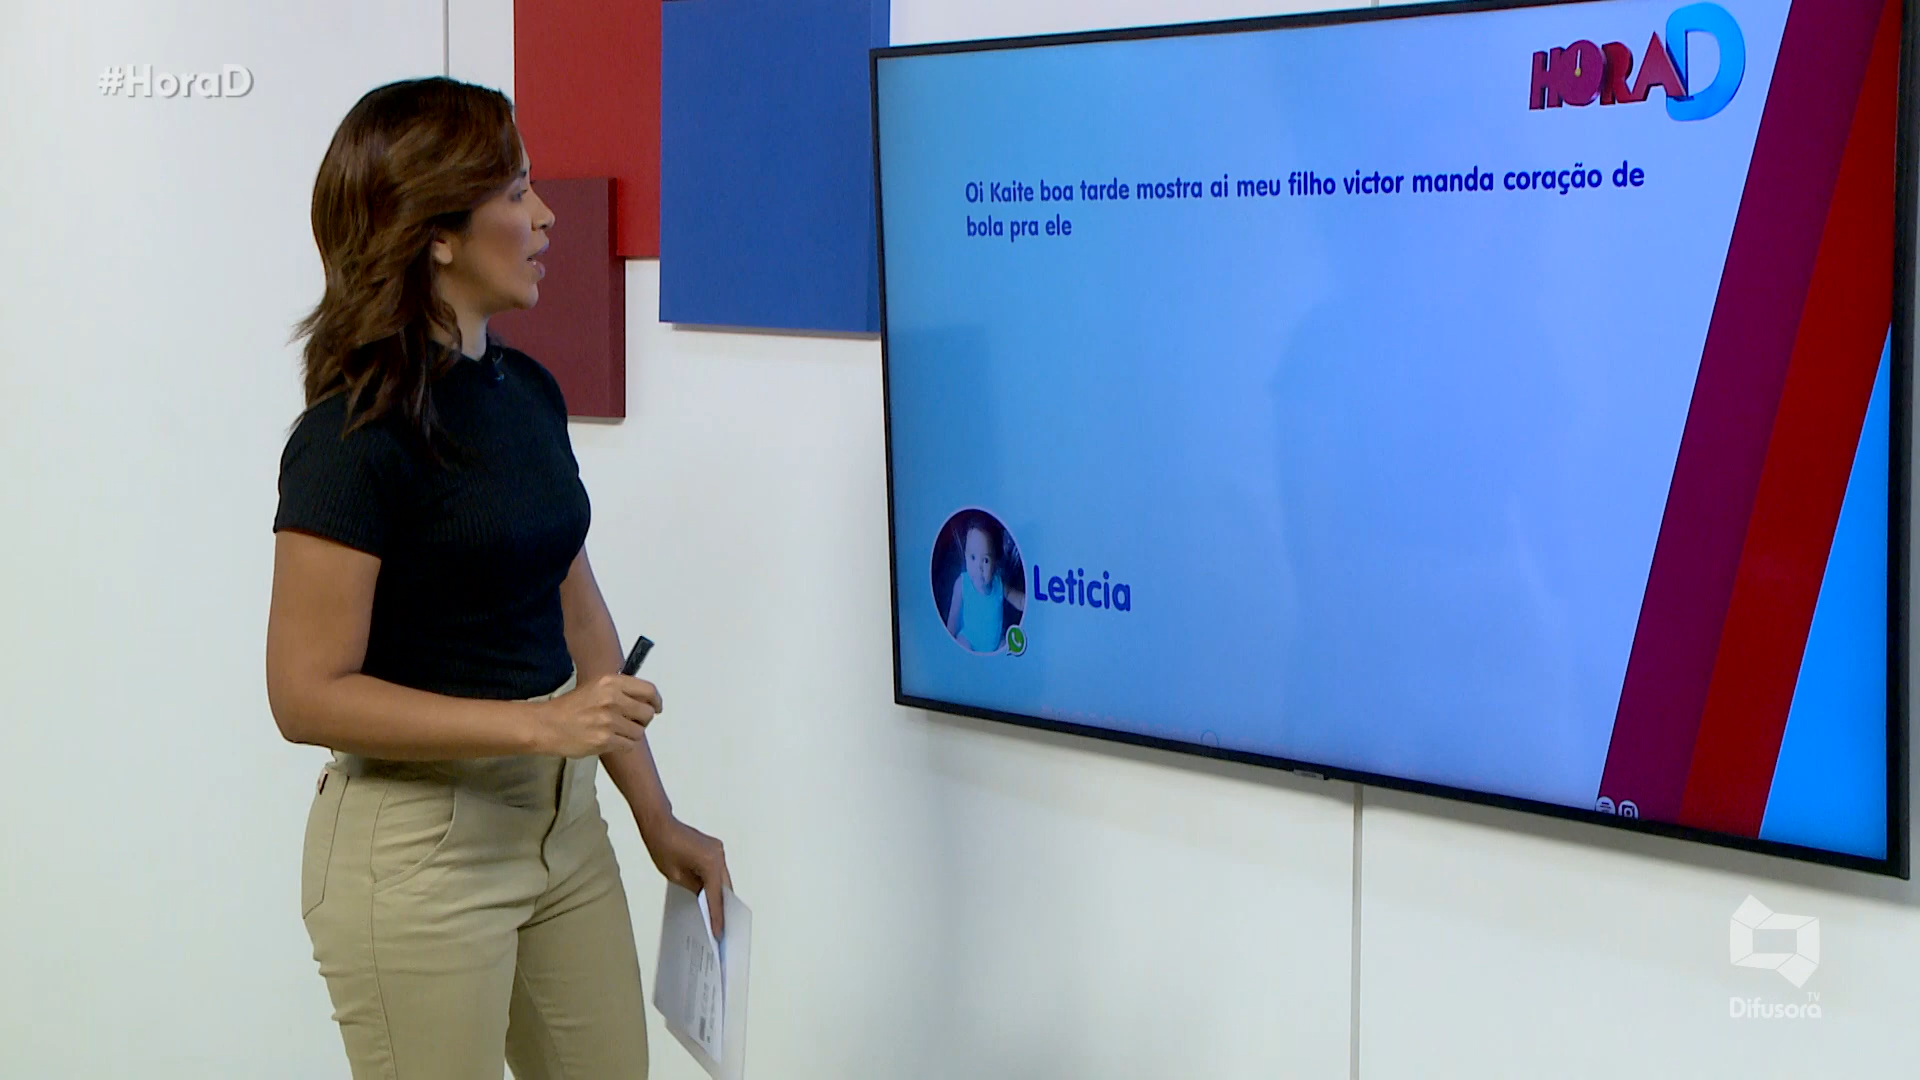 #HoraD
HORA D
Oi Kaite boa tarde mostra ai meu filho victor manda coração de
bola pra ele
Leticia
Difusora TV